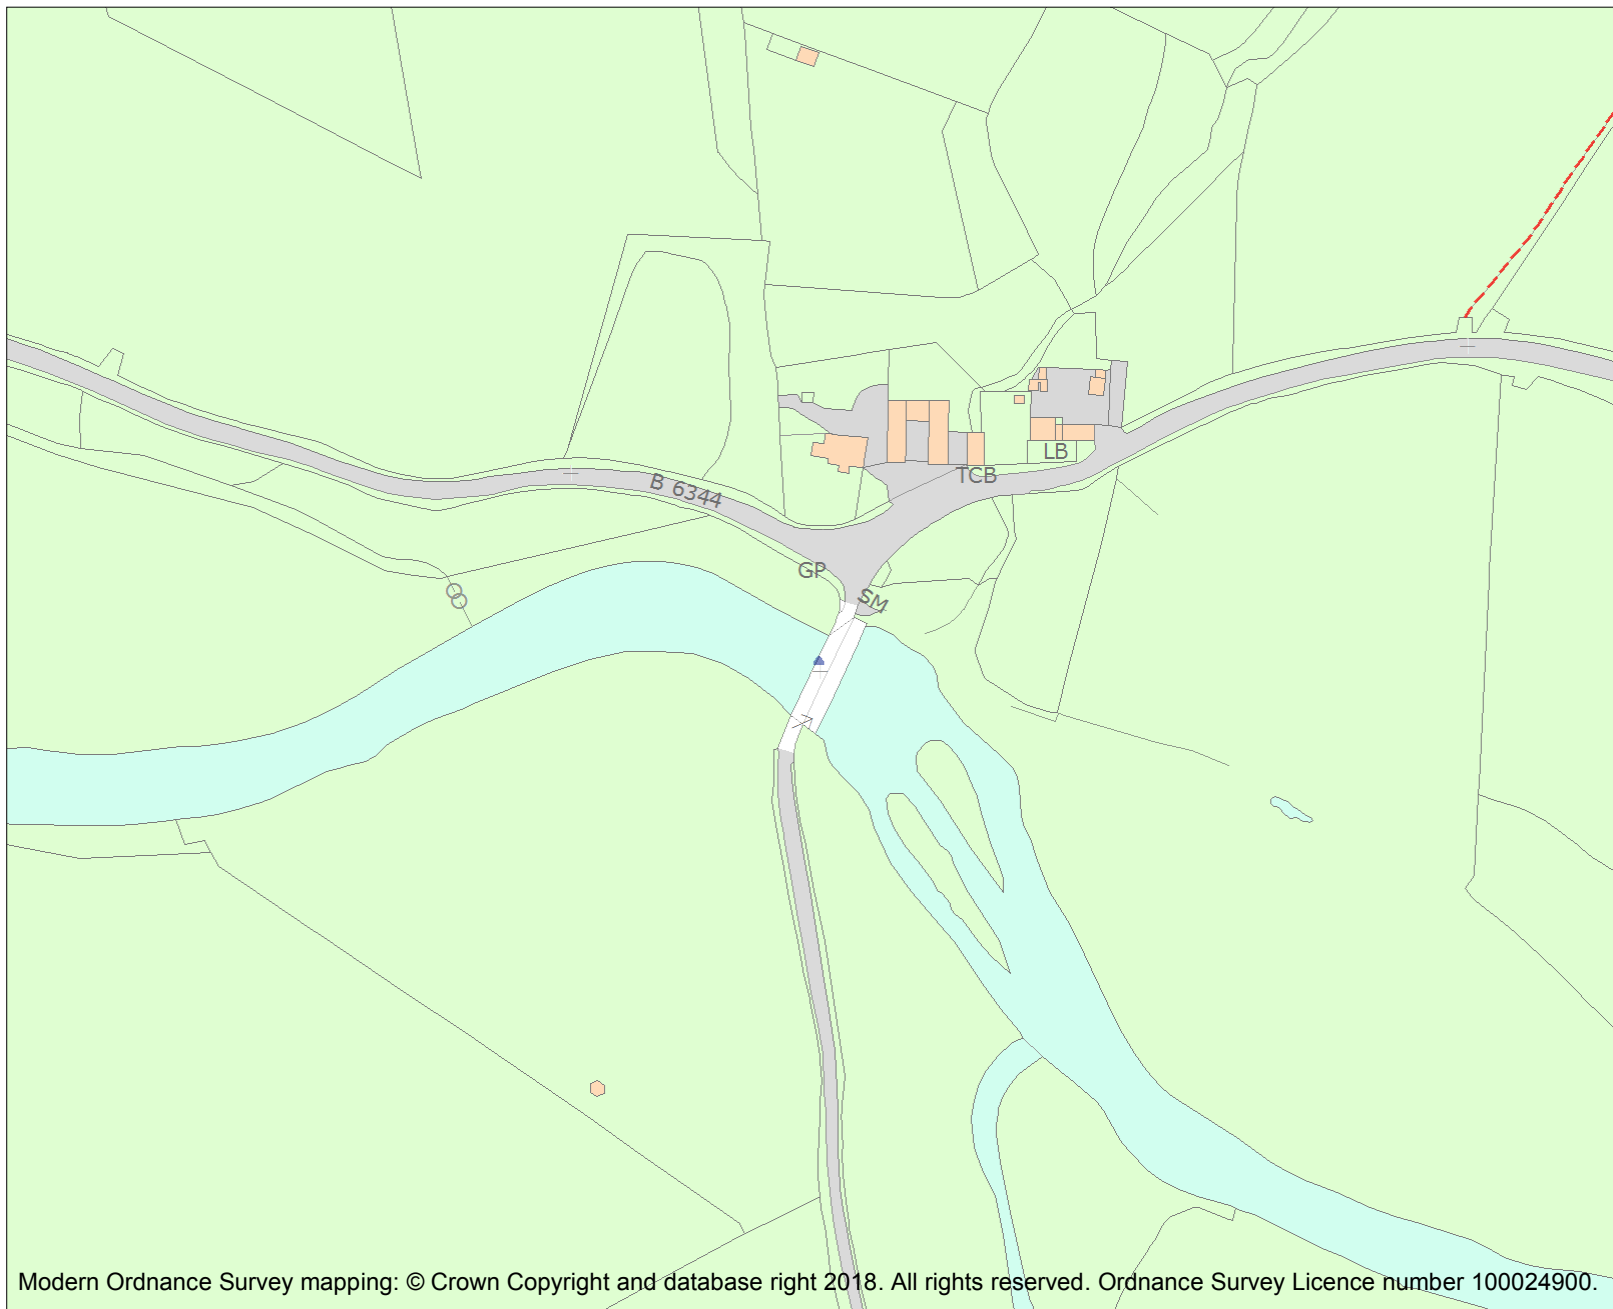 LB
TCB
B 6344
GP
SM
Modern Ordnance Survey mapping: © Crown Copyright and database right 2018. All rights reserved. Ordnance Survey Licence number 100024900.